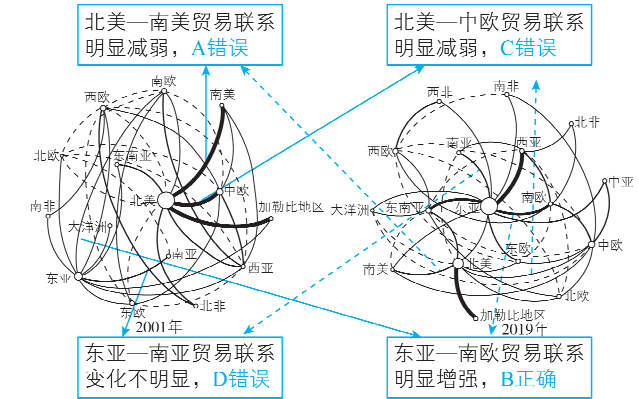 北美—南美贸易联系
明显减弱，A错误
北美—中欧贸易联系
明显减弱，C错误
南欧
西欧
南美
北欧
东南亚
北美
中欧
南非
大洋洲
加勒比地区
南亚
东亚
西亚
东欧
北非
2001年
南非
西非
北非
南亚
西亚
西欧
中亚
大洋洲
东南亚
东亚
南欧
东欧
中欧
南美
北美
北欧
加勒比地区
2019年
东亚—南亚贸易联系
变化不明显，D错误
东亚—南欧贸易联系
明显增强，B正确